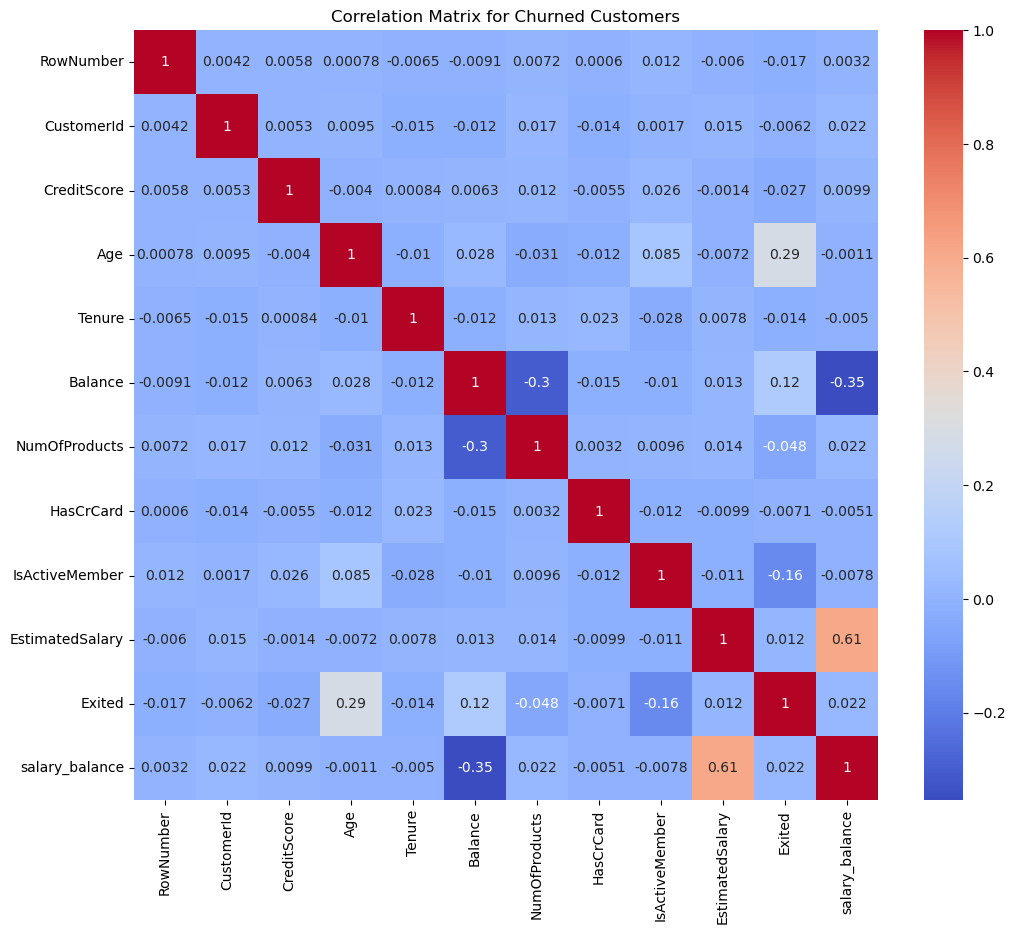 Correlation Matrix for Churned Customers
RowNumber 1 0.0042 0.0058 0.00078 -0.0065 -0.0091 0.0072 0.0006 0.012 -0.006 -0.017 0.0032
CustomerId 0.0042 1 0.0053 0.0095 -0.015 -0.012 0.017 -0.014 0.0017 0.015 -0.0062 0.022
CreditScore 0.0058 0.0053 1 -0.004 0.00084 0.0063 0.012 -0.0055 0.026 -0.0014 -0.027 0.0099
Age 0.00078 0.0095 -0.004 1 -0.01 0.028 -0.031 -0.012 0.085 -0.0072 0.29 -0.0011
Tenure -0.0065 -0.015 0.00084 -0.01 1 -0.012 0.013 0.023 -0.028 0.0078 -0.014 -0.005
Balance -0.0091 -0.012 0.0063 0.028 -0.012 1 -0.3 -0.015 -0.01 0.013 0.12 -0.35
NumOfProducts 0.0072 0.017 0.012 -0.031 0.013 -0.3 1 0.0032 0.0096 0.014 -0.048 0.022
HasCrCard 0.0006 -0.014 -0.0055 -0.012 0.023 -0.015 0.0032 1 -0.012 -0.0099 -0.0071 -0.0051
IsActiveMember 0.012 0.0017 0.026 0.085 -0.028 -0.01 0.0096 -0.012 1 -0.011 -0.16 -0.0078
EstimatedSalary -0.006 0.015 -0.0014 -0.0072 0.0078 0.013 0.014 -0.0099 -0.011 1 0.012 0.61
Exited -0.017 -0.0062 -0.027 0.29 -0.014 0.12 -0.048 -0.0071 -0.16 0.012 1 0.022
salary_balance 0.0032 0.022 0.0099 -0.0011 -0.005 -0.35 0.022 -0.0051 -0.0078 0.61 0.022 1
RowNumber
CustomerId
CreditScore
Age
Tenure
Balance
NumOfProducts
HasCrCard
IsActiveMember
EstimatedSalary
Exited
salary_balance
1.0
0.8
0.6
0.4
0.2
0.0
−0.2